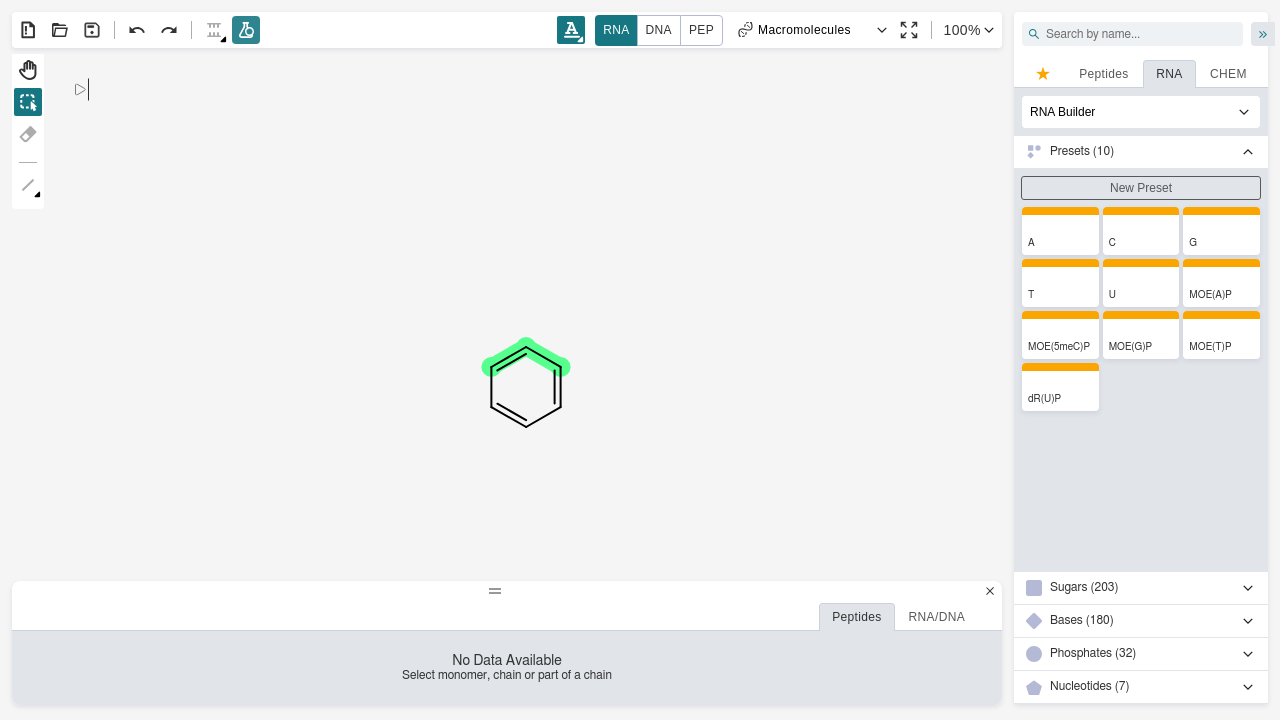 A
RNA
DNA
PEP
Macromolecules
100%
Search by name...
Peptides
RNA
CHEM
RNA Builder
Presets (10)
New Preset
A
C
G
T
U
MOE(A)P
MOE(5meC)P
MOE(G)P
MOE(T)P
dR(U)P
Sugars (203)
Bases (180)
Phosphates (32)
Nucleotides (7)
Peptides
RNA/DNA
No Data Available
Select monomer, chain or part of a chain